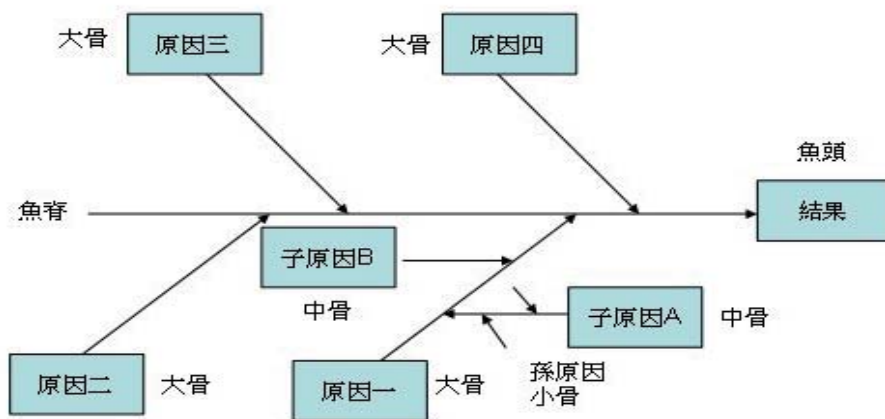 大骨
原因三
大骨
原因四
魚頭
魚脊
結果
子原因B
中骨
子原因A
中骨
原因二
大骨
原因一
大骨
孫原因
小骨